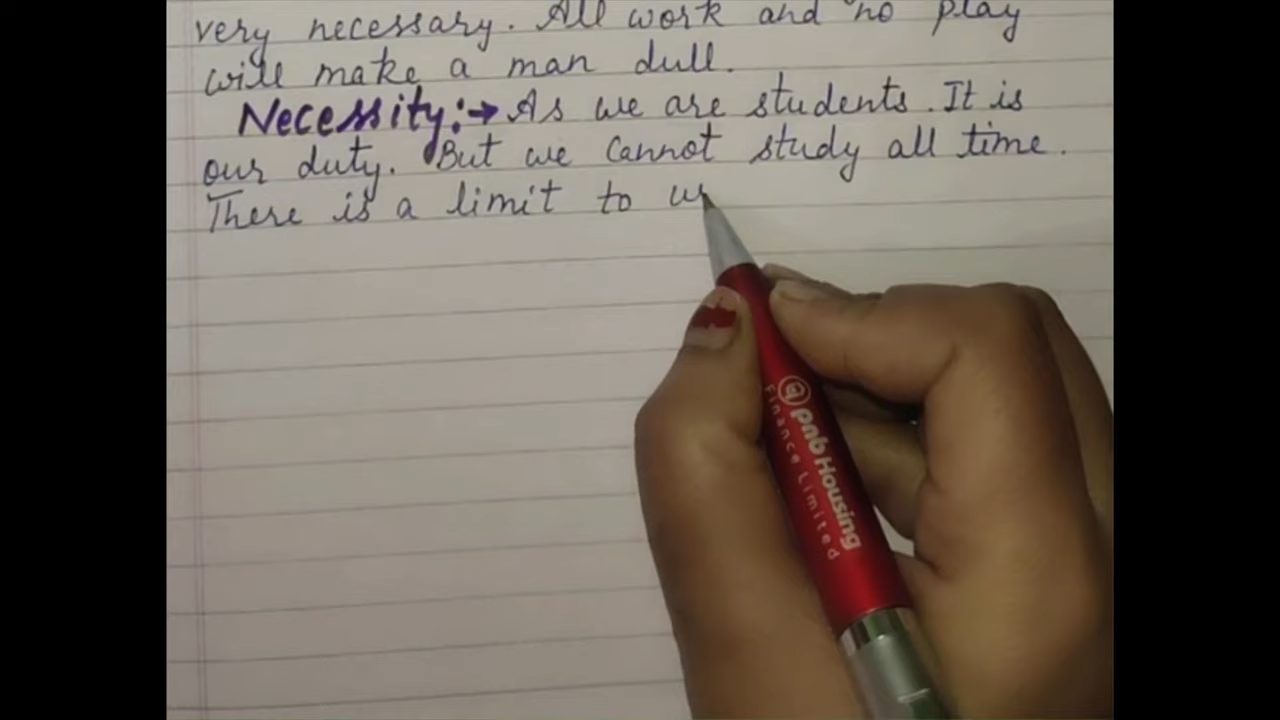 very necessary. All work and no play
will make a man dull.
Necessity:→ As we are students. It is
our duty. But we cannot study all time.
There is a limit to
pnb Housing
Finance Limited